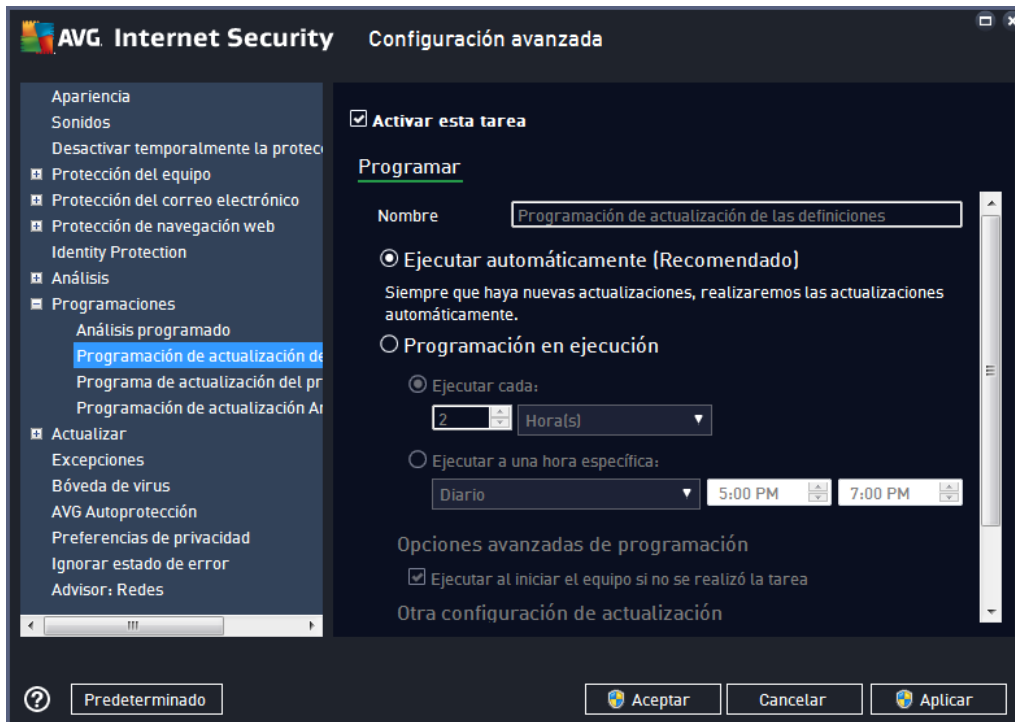 AVG. Internet Security
Configuración avanzada
Apariencia
Sonidos
Desactivar temporalmente la protec
Protección del equipo
Protección del correo electrónico
Protección de navegación web
Identity Protection
Análisis
Programaciones
Análisis programado
Programación de actualización de
Programa de actualización del pr
Programación de actualización An
Actualizar
Excepciones
Bóveda de virus
AVG Autoprotección
Preferencias de privacidad
Ignorar estado de error
Advisor: Redes
Activar esta tarea
Programar
Nombre
Programación de actualización de las definiciones
Ejecutar automáticamente (Recomendado)
Siempre que haya nuevas actualizaciones, realizaremos las actualizaciones
automáticamente.
Programación en ejecución
Ejecutar cada:
2 Hora(s)
Ejecutar a una hora específica:
Diario 5:00 PM 7:00 PM
Opciones avanzadas de programación
Ejecutar al iniciar el equipo si no se realizó la tarea
Otra configuración de actualización
? Predeterminado Aceptar Cancelar Aplicar